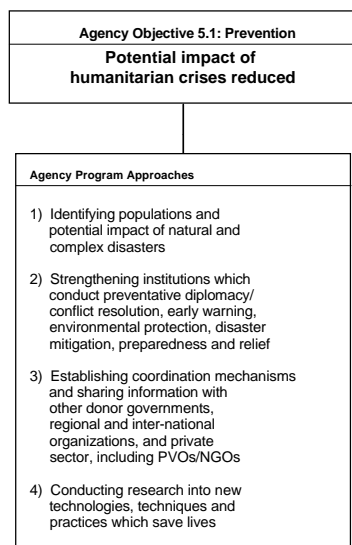 Agency Objective 5.1: Prevention
Potential impact of
humanitarian crises reduced
Agency Program Approaches
1) Identifying populations and
potential impact of natural and
complex disasters
2) Strengthening institutions which
conduct preventative diplomacy/
conflict resolution, early warning,
environmental protection, disaster
mitigation, preparedness and relief
3) Establishing coordination mechanisms
and sharing information with
other donor governments,
regional and inter-national
organizations, and private
sector, including PVOs/NGOs
4) Conducting research into new
technologies, techniques and
practices which save lives